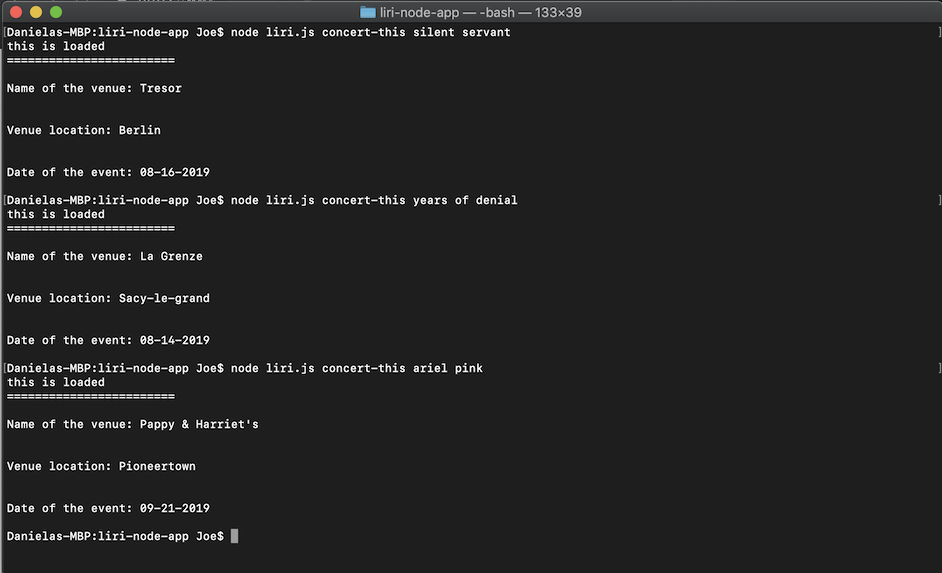 liri-node-app — -bash — 133×39
[Danielas-MBP:liri-node-app Joe$ node liri.js concert-this silent servant ]
this is loaded
========================
Name of the venue: Tresor
Venue location: Berlin
Date of the event: 08-16-2019
[Danielas-MBP:liri-node-app Joe$ node liri.js concert-this years of denial ]
this is loaded
========================
Name of the venue: La Grenze
Venue location: Sacy-le-grand
Date of the event: 08-14-2019
[Danielas-MBP:liri-node-app Joe$ node liri.js concert-this ariel pink ]
this is loaded
========================
Name of the venue: Pappy & Harriet's
Venue location: Pioneertown
Date of the event: 09-21-2019
Danielas-MBP:liri-node-app Joe$